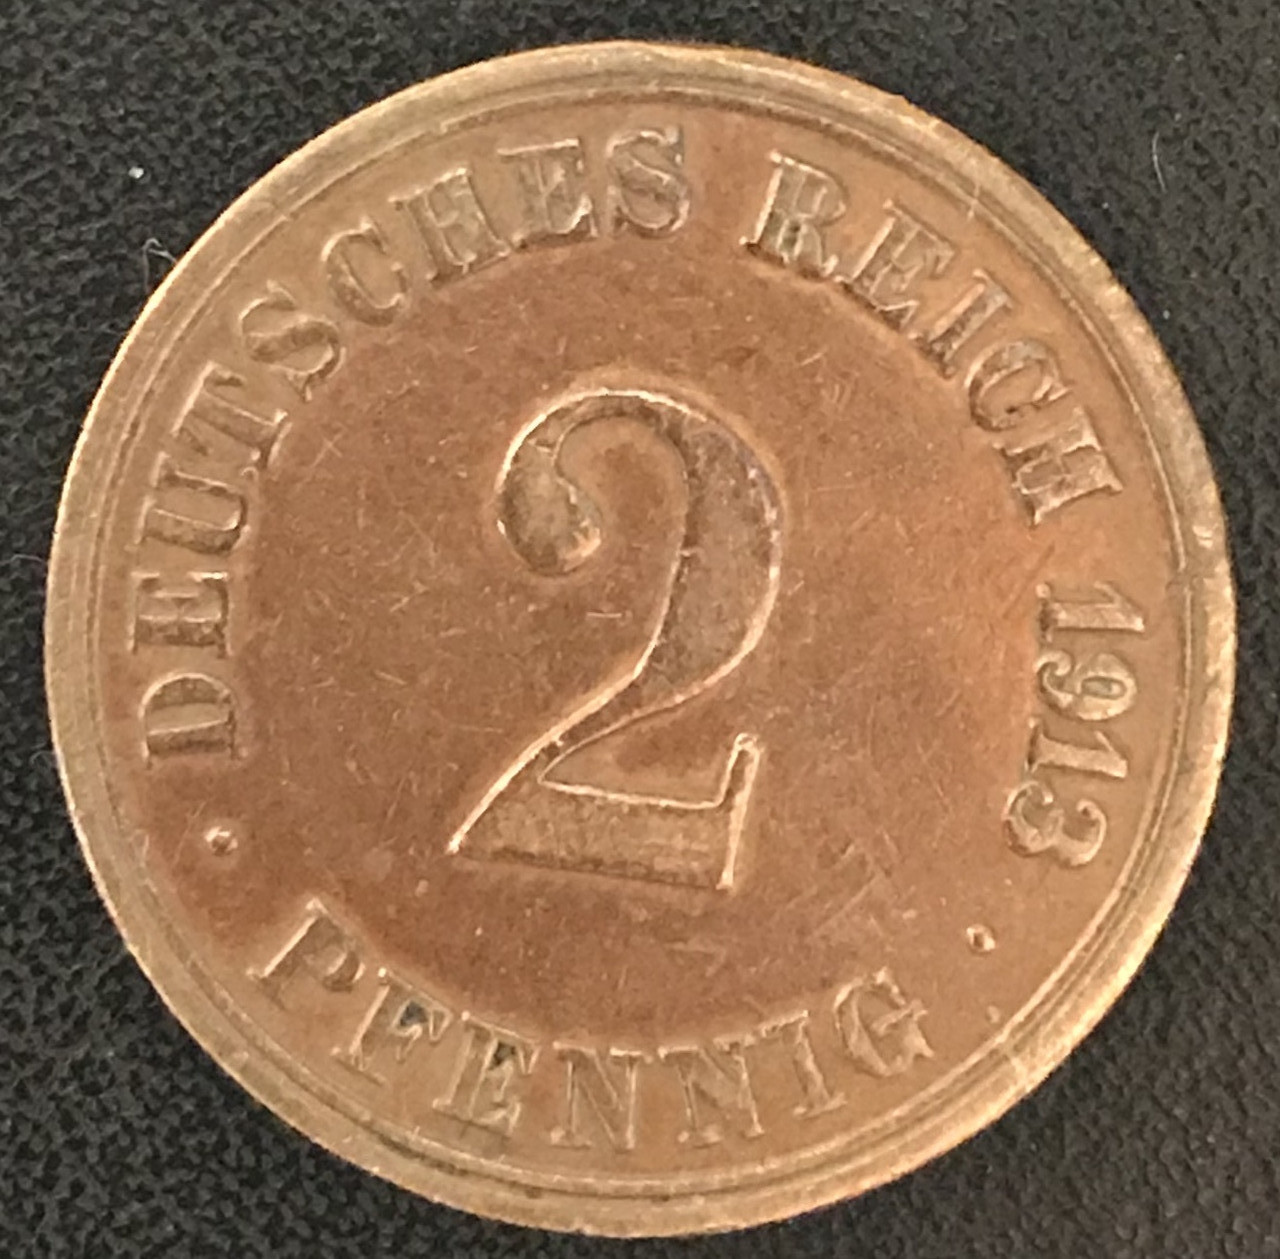 DEUTSCHES REICH 1913
2
PFENNIG